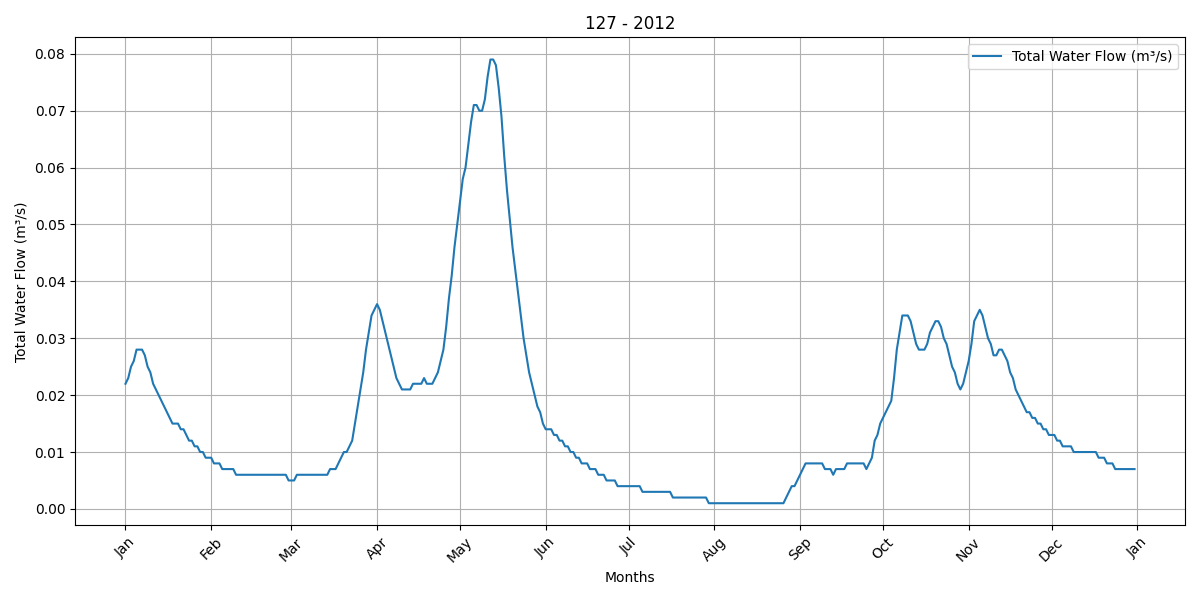 127 - 2012
Total Water Flow (m³/s)
Total Water Flow (m³/s)
0.08
0.07
0.06
0.05
0.04
0.03
0.02
0.01
0.00
Jan
Feb
Mar
Apr
May
Jun
Jul
Aug
Sep
Oct
Nov
Dec
Jan
Months